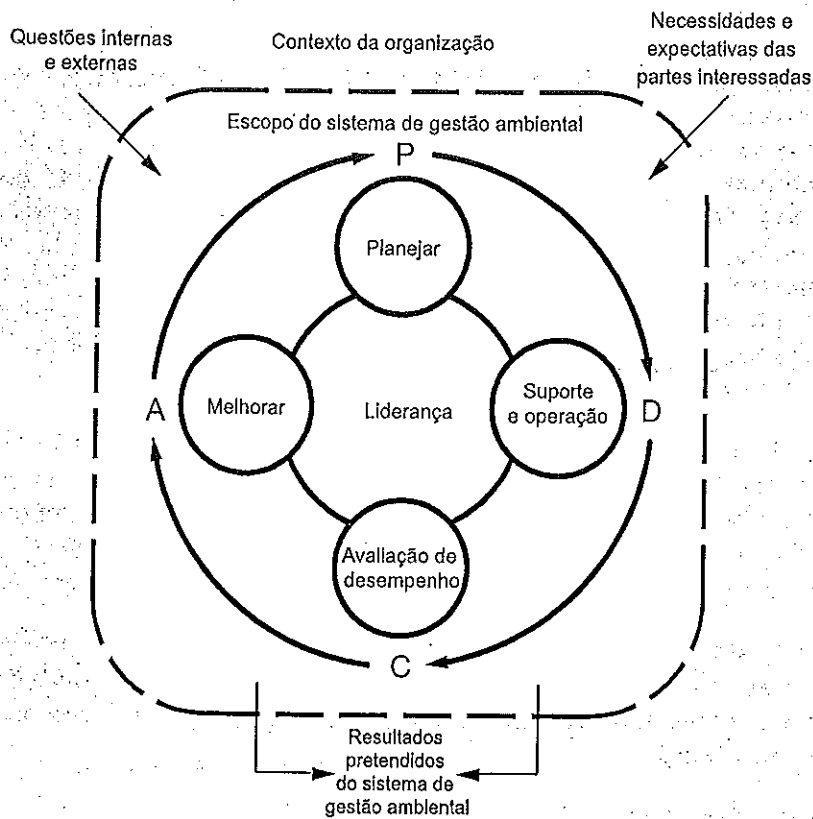 Questões internas
e externas
Contexto da organização
Necessidades e
expectativas das
partes interessadas
Escopo do sistema de gestão ambiental
P
Planejar
A
Melhorar
Liderança
Suporte
e operação
D
Avaliação de
desempenho
C
Resultados
pretendidos
do sistema de
gestão ambiental